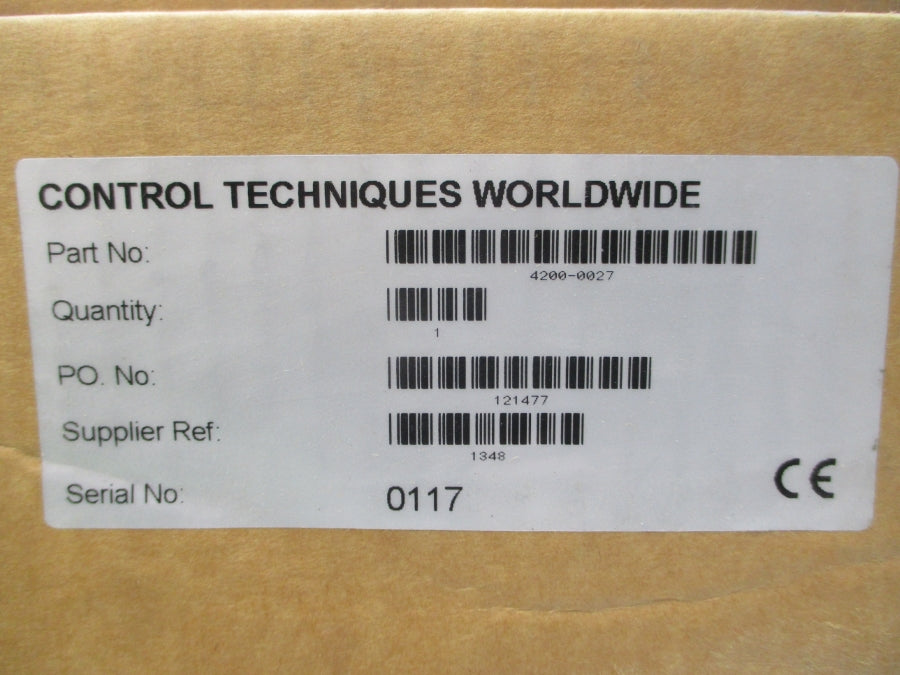 CONTROL TECHNIQUES WORLDWIDE
Part No:
4200-0027
Quantity:
1
PO. No:
121477
Supplier Ref:
1348
Serial No: 0117
CE